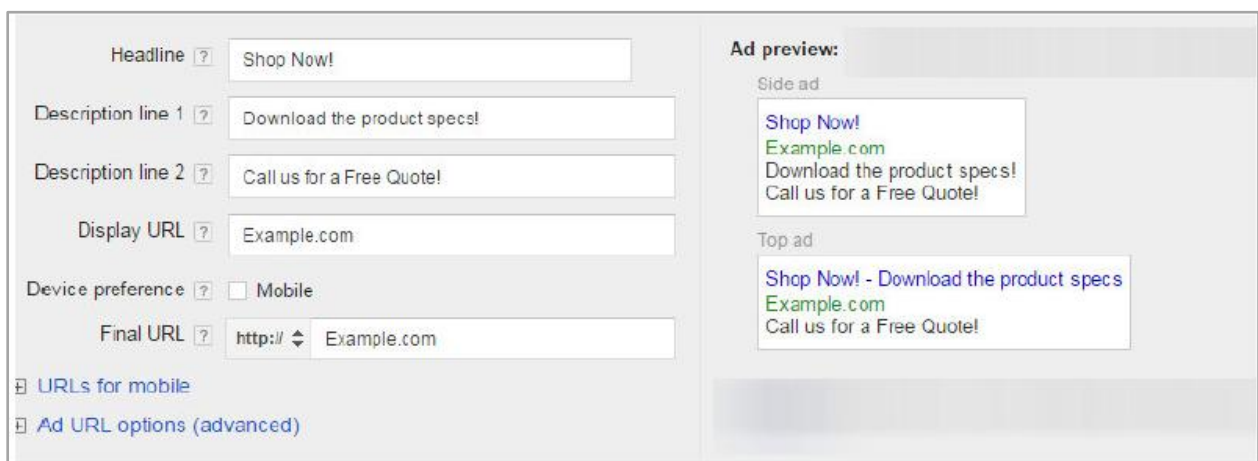 Headline ?
Shop Now!
Description line 1 ?
Download the product specs!
Description line 2 ?
Call us for a Free Quote!
Display URL ?
Example.com
Device preference ?
Mobile
Final URL ?
http://
Example.com
URLs for mobile
Ad URL options (advanced)
Ad preview:
Side ad
Shop Now!
Example.com
Download the product specs!
Call us for a Free Quote!
Top ad
Shop Now! - Download the product specs
Example.com
Call us for a Free Quote!